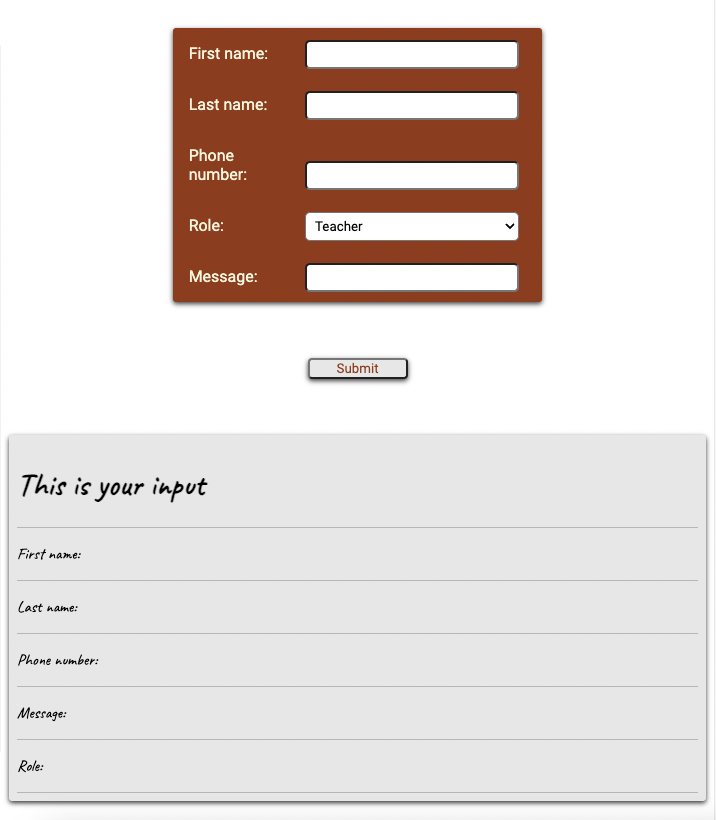 First name:
Last name:
Phone
number:
Role:
Teacher
Message:
Submit
This is your input
First name:
Last name:
Phone number:
Message:
Role: